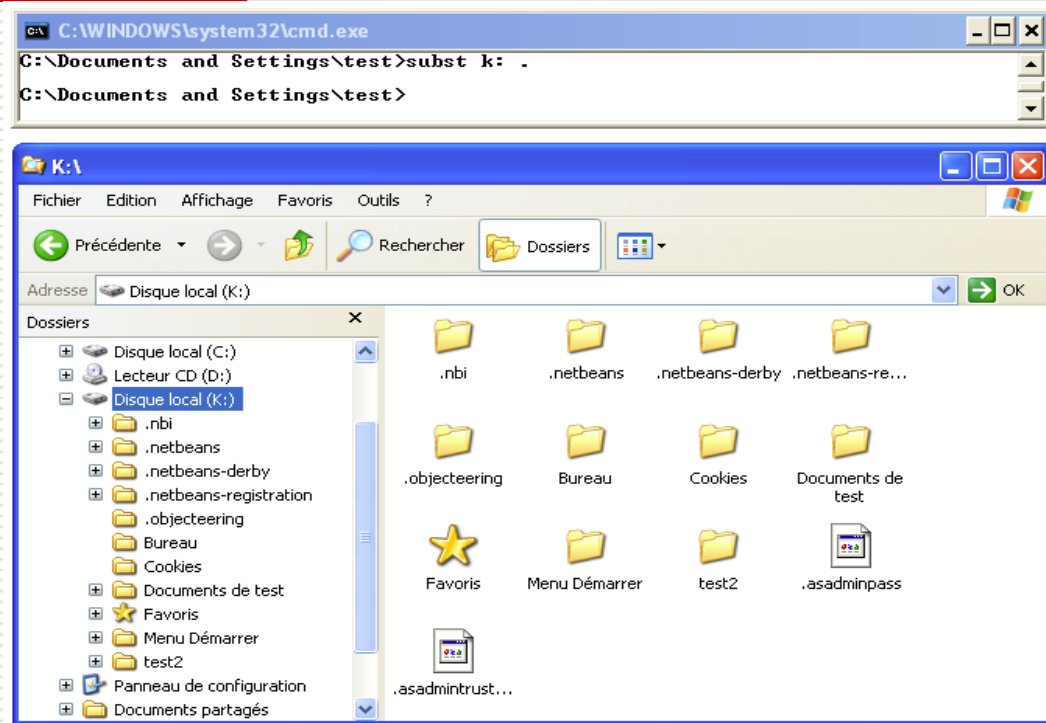 C:\WINDOWS\system32\cmd.exe
C:\Documents and Settings\test>subst k: .
C:\Documents and Settings\test>
K:\
Fichier Edition Affichage Favoris Outils ?
Précédente Rechercher Dossiers
Adresse Disque local (K:) OK
Dossiers
Disque local (C:)
Lecteur CD (D:)
Disque local (K:)
.nbi
.netbeans
.netbeans-derby
.netbeans-registration
.objecteering
Bureau
Cookies
Documents de test
Favoris
Menu Démarrer
test2
Panneau de configuration
Documents partagés
.nbi .netbeans .netbeans-derby .netbeans-re...
.objecteering Bureau Cookies Documents de
test
Favoris Menu Démarrer test2 .asadminpass
.asadmintrust...